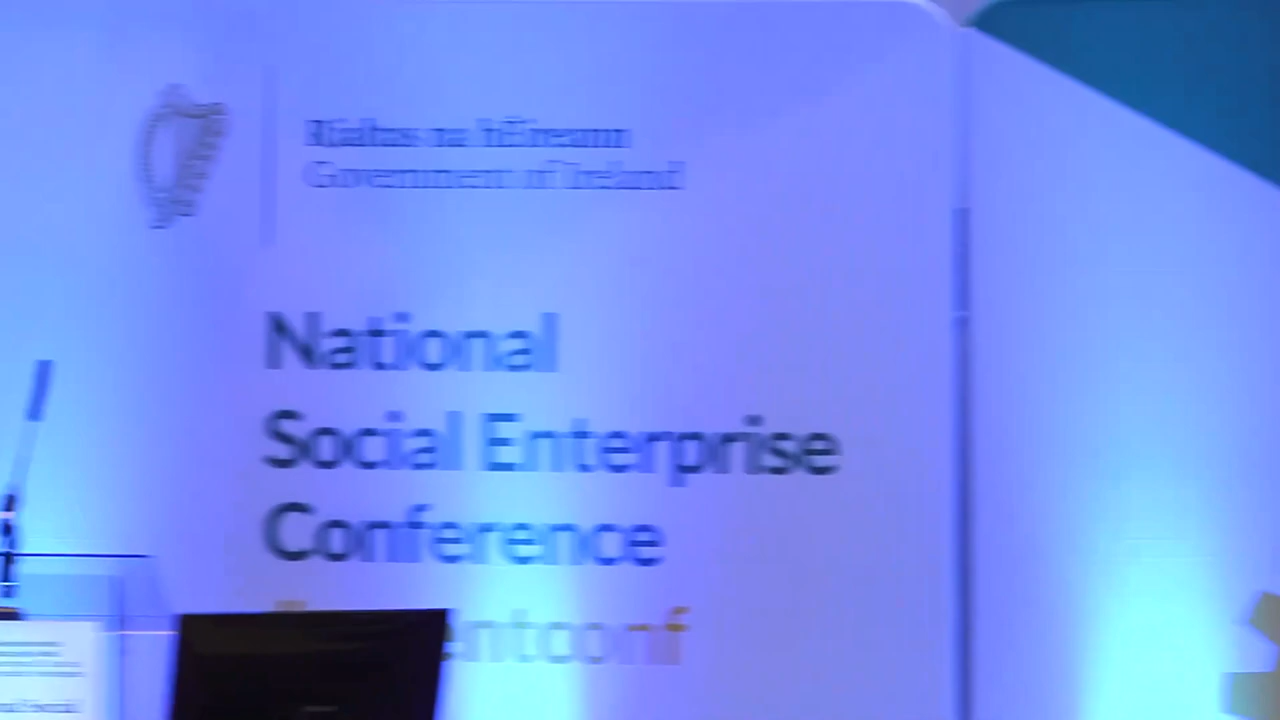 Rialtas na hÉireann
Government of Ireland
National
Social Enterprise
Conference